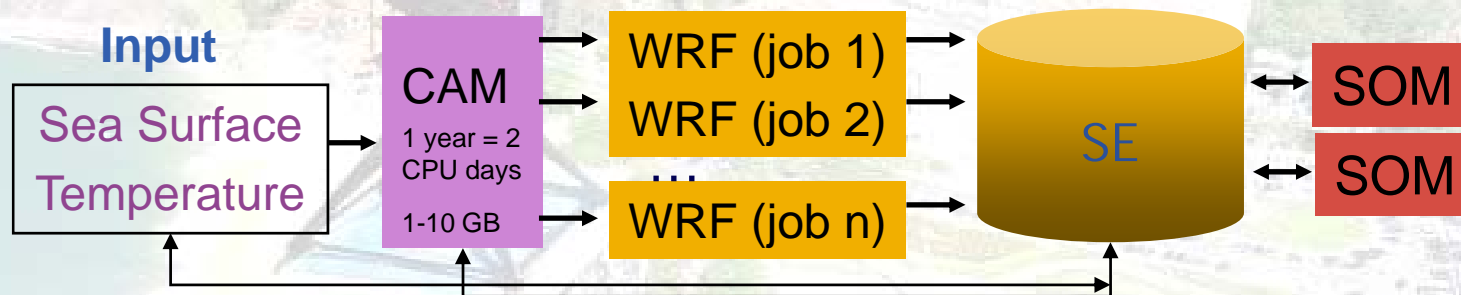 Input
Sea Surface
Temperature
CAM
1 year = 2
CPU days
1-10 GB
WRF (job 1)
WRF (job 2)
...
WRF (job n)
SE
SOM
SOM